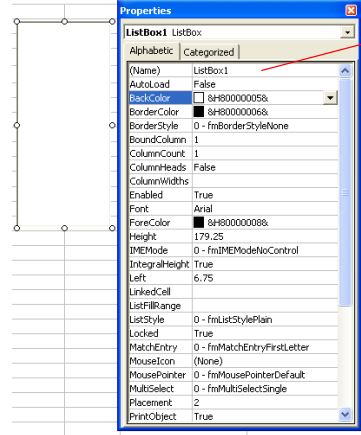 Properties
ListBox1 ListBox
Alphabetic Categorized
(Name) ListBox1
AutoLoad False
BackColor &H80000005&
BorderColor &H80000006&
BorderStyle 0 - fmBorderStyleNone
BoundColumn 1
ColumnCount 1
ColumnHeads False
ColumnWidths
Enabled True
Font Arial
ForeColor &H80000008&
Height 179.25
IMEMode 0 - fmIMEModeNoControl
IntegralHeight True
Left 6.75
LinkedCell
ListFillRange
ListStyle 0 - fmListStylePlain
Locked True
MatchEntry 0 - fmMatchEntryFirstLetter
MouseIcon (None)
MousePointer 0 - fmMousePointerDefault
MultiSelect 0 - fmMultiSelectSingle
Placement 2
PrintObject True